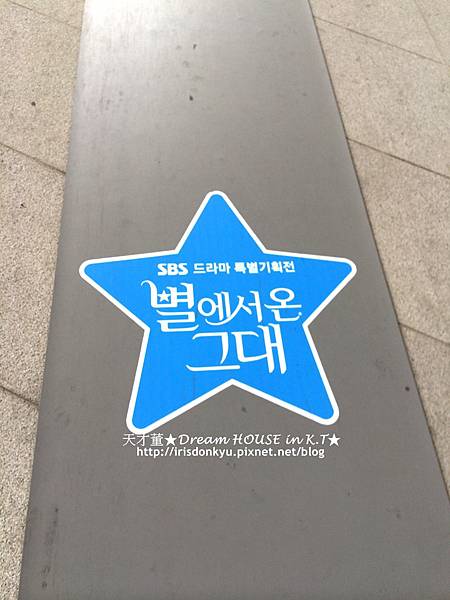 SBS 드라마 특별기획전
별에서온
그대
天才董★Dream HOUSE in K.T★
http://irisdonkyu.pixnet.net/blog